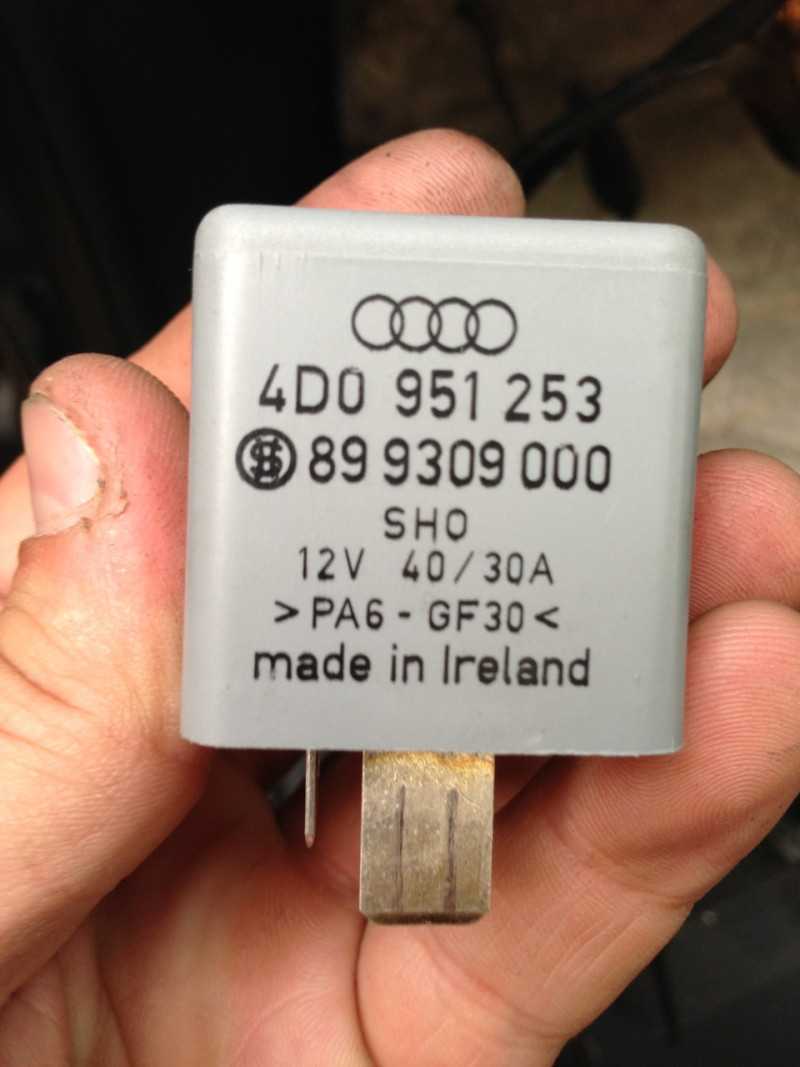 4D0 951 253
89 9309 000
SHO
12V 40/30A
>PA6-GF30<
made in Ireland